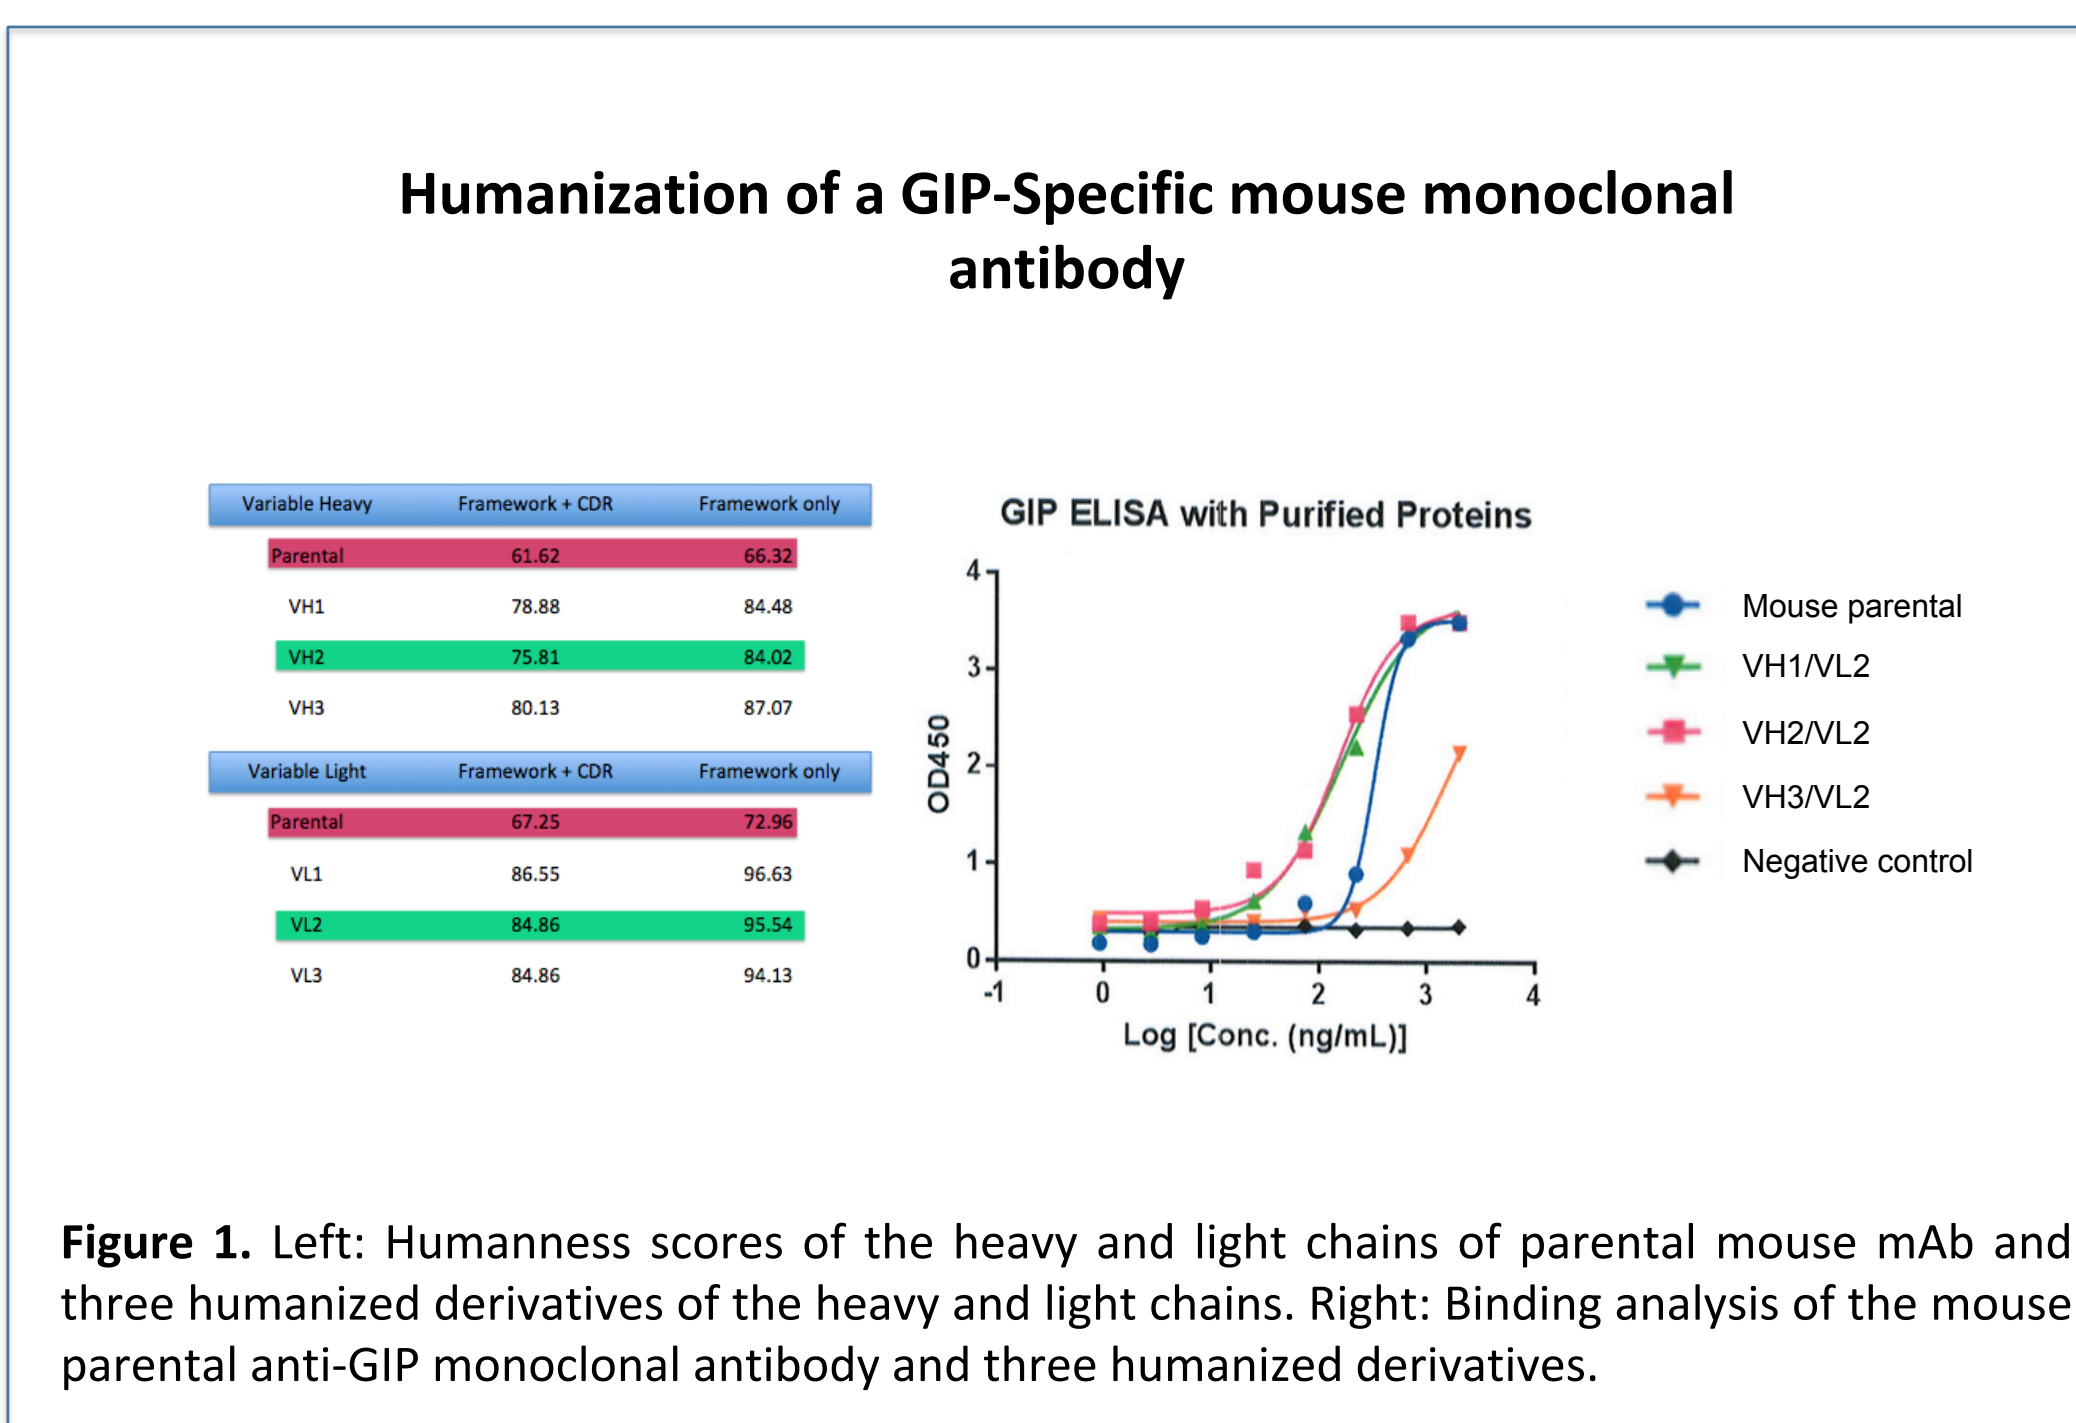 Humanization of a GIP-Specific mouse monoclonal
antibody
Variable Heavy Framework + CDR Framework only
Parental 61.62 66.32
VH1 78.88 84.48
VH2 75.81 84.02
VH3 80.13 87.07
Variable Light Framework + CDR Framework only
Parental 67.25 72.96
VL1 86.55 96.63
VL2 84.86 95.54
VL3 84.86 94.13
GIP ELISA with Purified Proteins
4
3
2
1
0
OD450
-1 0 1 2 3 4
Log [Conc. (ng/mL)]
Mouse parental
VH1/VL2
VH2/VL2
VH3/VL2
Negative control
Figure 1. Left: Humanness scores of the heavy and light chains of parental mouse mAb and
three humanized derivatives of the heavy and light chains. Right: Binding analysis of the mouse
parental anti-GIP monoclonal antibody and three humanized derivatives.